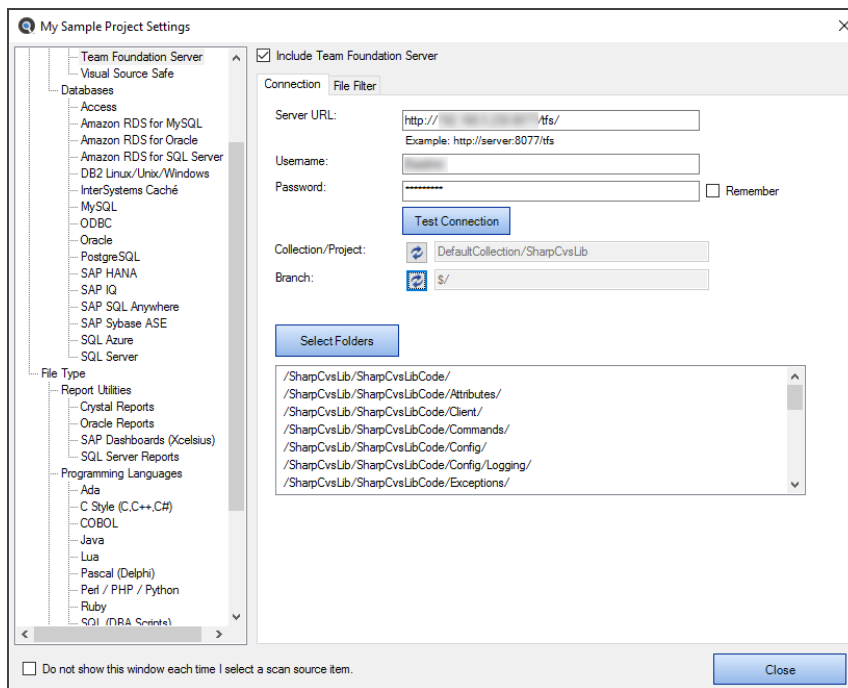 My Sample Project Settings
Team Foundation Server
Visual Source Safe
Databases
Access
Amazon RDS for MySQL
Amazon RDS for Oracle
Amazon RDS for SQL Server
DB2 Linux/Unix/Windows
InterSystems Caché
MySQL
ODBC
Oracle
PostgreSQL
SAP HANA
SAP IQ
SAP SQL Anywhere
SAP Sybase ASE
SQL Azure
SQL Server
File Type
Report Utilities
Crystal Reports
Oracle Reports
SAP Dashboards (Xcelsius)
SQL Server Reports
Programming Languages
Ada
C Style (C,C++,C#)
COBOL
Java
Lua
Pascal (Delphi)
Perl / PHP / Python
Ruby
SQL (DBA Scripts)
Include Team Foundation Server
Connection File Filter
Server URL: http:// /tfs/
Example: http://server:8077/tfs
Username:
Password: *********
Remember
Test Connection
Collection/Project: DefaultCollection/SharpCvsLib
Branch: $/
Select Folders
/SharpCvsLib/SharpCvsLibCode/
/SharpCvsLib/SharpCvsLibCode/Attributes/
/SharpCvsLib/SharpCvsLibCode/Client/
/SharpCvsLib/SharpCvsLibCode/Commands/
/SharpCvsLib/SharpCvsLibCode/Config/
/SharpCvsLib/SharpCvsLibCode/Config/Logging/
/SharpCvsLib/SharpCvsLibCode/Exceptions/
Do not show this window each time I select a scan source item.
Close